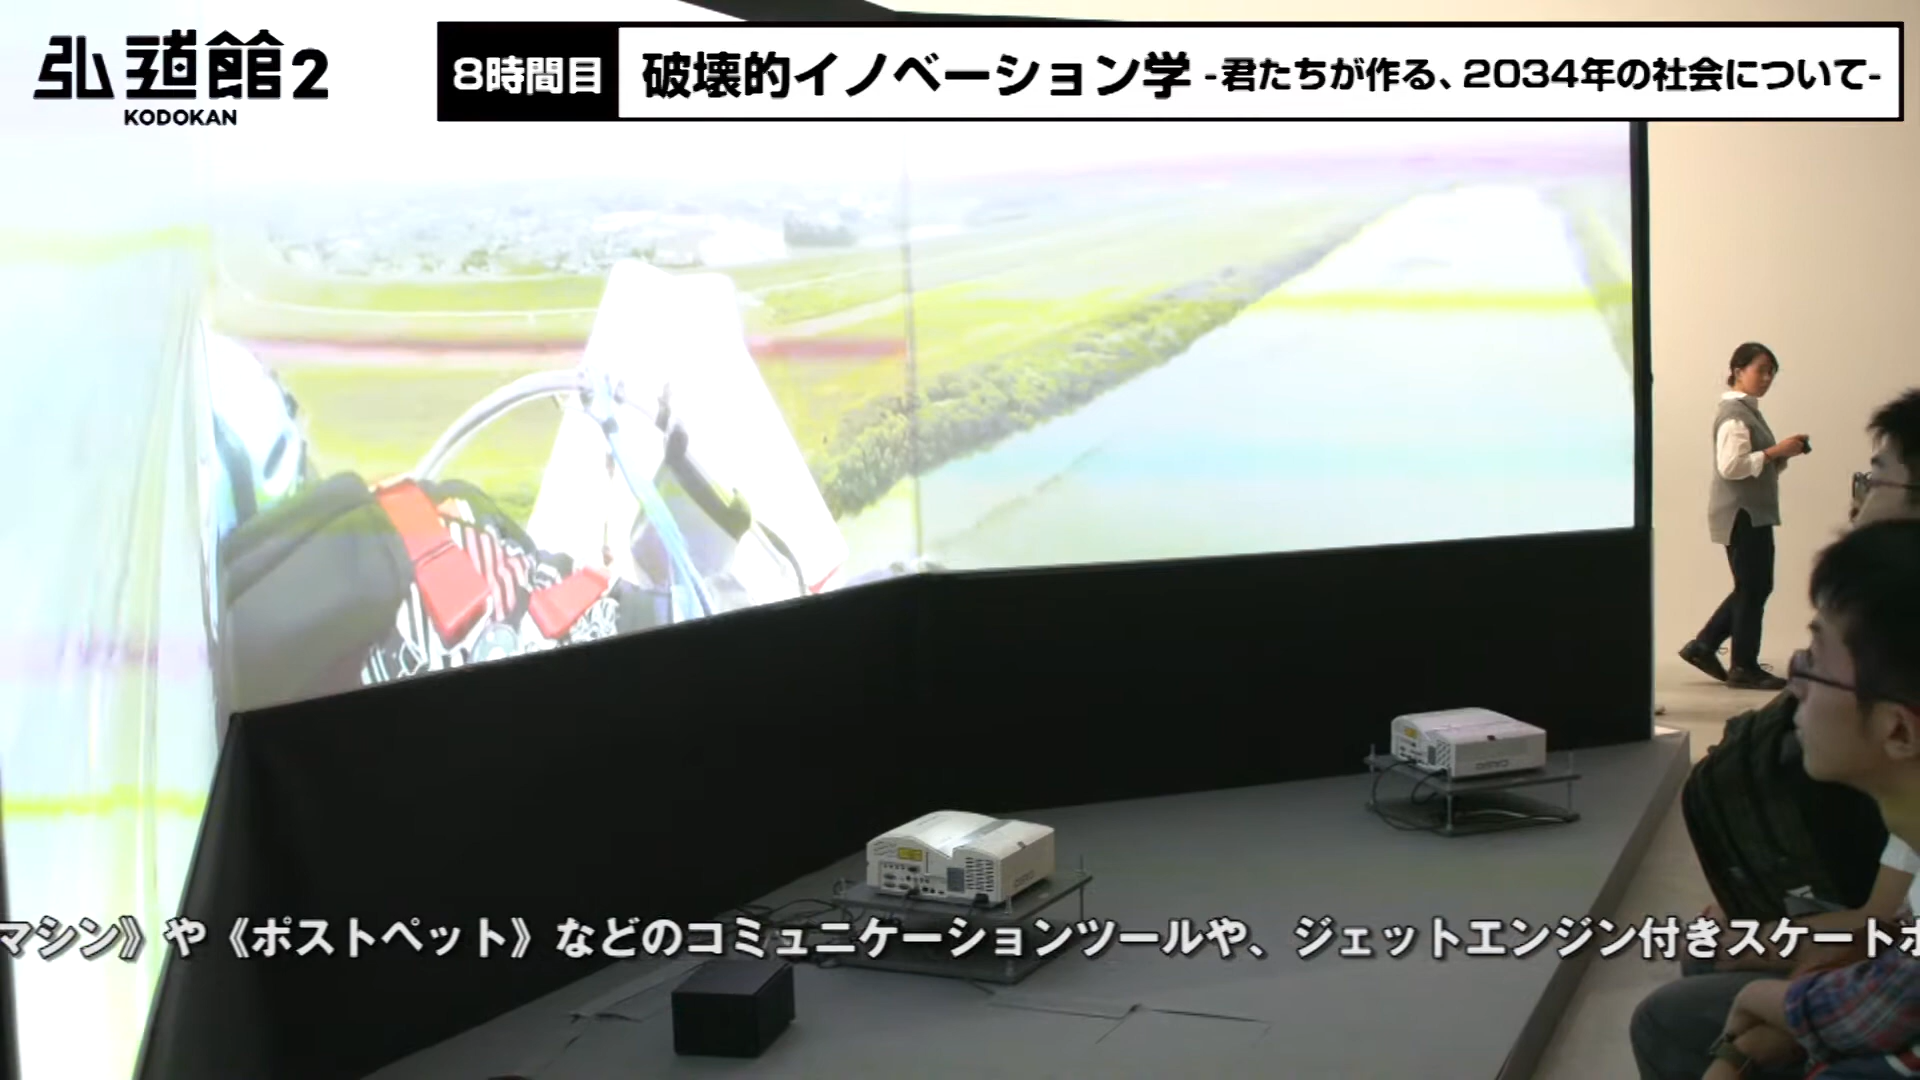 弘道館2
KODOKAN
8時間目 破壊的イノベーション学 -君たちが作る、2034年の社会について-
マシン》や《ポストペット》などのコミュニケーションツールや、ジェットエンジン付きスケートボ